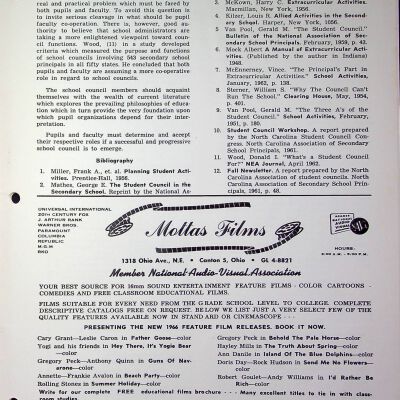 real and practical problem which must be faced
by both pupils and faculty. To avoid this question is
to invite serious cleavage in what should be pupil
faculty co-operation. There is, however, good au-
thority to believe that school administrators are
taking a more enlightened viewpoint toward coun-
cil functions. Wood, (11) in a study defined
criteria which measured the purpose and functions
of school councils involving 563 secondary school
principals in all fifty states. He concluded that both
pupils and faculty are assuming a more co-operative
role in regard to school councils.
The school council members should acquaint
themselves with the wealth of current literature
which explores the prevailing philosophies of educa-
tion which in turn provide the very foundation upon
which pupil organizations depend for their inter-
pretation.
Pupils and faculty must determine and accept
their respective roles if a successful and progressive
school council is to emerge.
Bibliography
1. Miller, Frank A., et. al. Planning Student Acti-
vities. Prentice-Hall, 1956.
2. Mathes, George E. The Student Council in the
Secondary School. Reprint by the National As-
3. McKown, Harry C. Extracurricular Activities.
Macmillan, New York, 1956.
4. Kilzer, Louis R. Allied Activities in the Second-
ary School. Harper, New York, 1956.
5. Van Pool, Gerald M. "The Student Council."
Bulletin of the National Association of Sec-
ondary School Principals, February, 1959, p. 43.
6. Mock Albert A Manual of Extracurricular Acti-
vities. (Published by the author in Indiana)
1948.
7. McEnerney, Vince. "The Principal's Part in
Extracurricular Activities." School Activities,
January, 1962, p. 138.
8. Sterner, William S. "Why The Council Can't
Run The School." Clearing House, May, 1954,
p. 401.
9. Van Pool, Gerald M. "The Three A's of the
Student Council." School Activities, February,
1951, p. 180.
10. Student Council Workshop. A report prepared
by the North Carolina Student Council Con-
gress. North Carolina Association of Secondary
School Principals, 1961.
11. Wood, Donald I. "What's a Student Council
For?" NEA Journal, April 1962.
12. Fall Newsletter. A report prepared by the North
Carolina Association of student councils. North
Carolina Association of Secondary School Prin-
cipals, 1961, p. 48.
UNIVERSAL INTERNATIONAL
20TH CENTURY FOX
J. ARTHUR RANK
WARNER BROS.
PARAMOUNT
COLUMBIA
REPUBLIC
M.G.M
RKO
Mottas Films
1318 Ohio Ave., N.E. • Canton 5, Ohio • GL 4-8821
HOURS:
Member National Audio-Visual Association
YOUR BEST SOURCE FOR 16mm SOUND ENTERTAINMENT FEATURE FILMS - COLOR CARTOONS -
COMEDIES AND FREE CLASSROOM EDUCATIONAL FILMS.
FILMS SUITABLE FOR EVERY NEED FROM THE GRADE SCHOOL LEVEL TO COLLEGE. COMPLETE
DESCRIPTIVE CATALOGS FREE ON REQUEST. BELOW WE LIST JUST A VERY SELECT FEW OF THE
QUALITY FEATURES AVAILABLE NOW IN STANDARD OR CINEMASCOPE - - -
PRESENTING THE NEW 1966 FEATURE FILM RELEASES. BOOK IT NOW.
Cary Grant—Leslie Caron in Father Goose—
—color
Yogi and his friends in Hey There, It's Yogie Bear
—color
Gregory Peck—Anthony Quinn in Guns Of Nav-
arone—color
Annetto—Frankie Avalon in Beach Party—color
Rolling Stones in Summer Holiday—color
Gregory Peck in Behold The Pale Horse—color
Hayley Mills in The Truth About Spring—color
Ann Danile in Island Of The Blue Dolphins—color
Doris Day—Rock Hudson in Send Me No Flowers—
—color
Robert Goulet—Andy Williams in I'd Rather Be
Rich—color
Write for our complete FREE educational films brochure - - - Many excellent titles to tie in with class-
room studies.